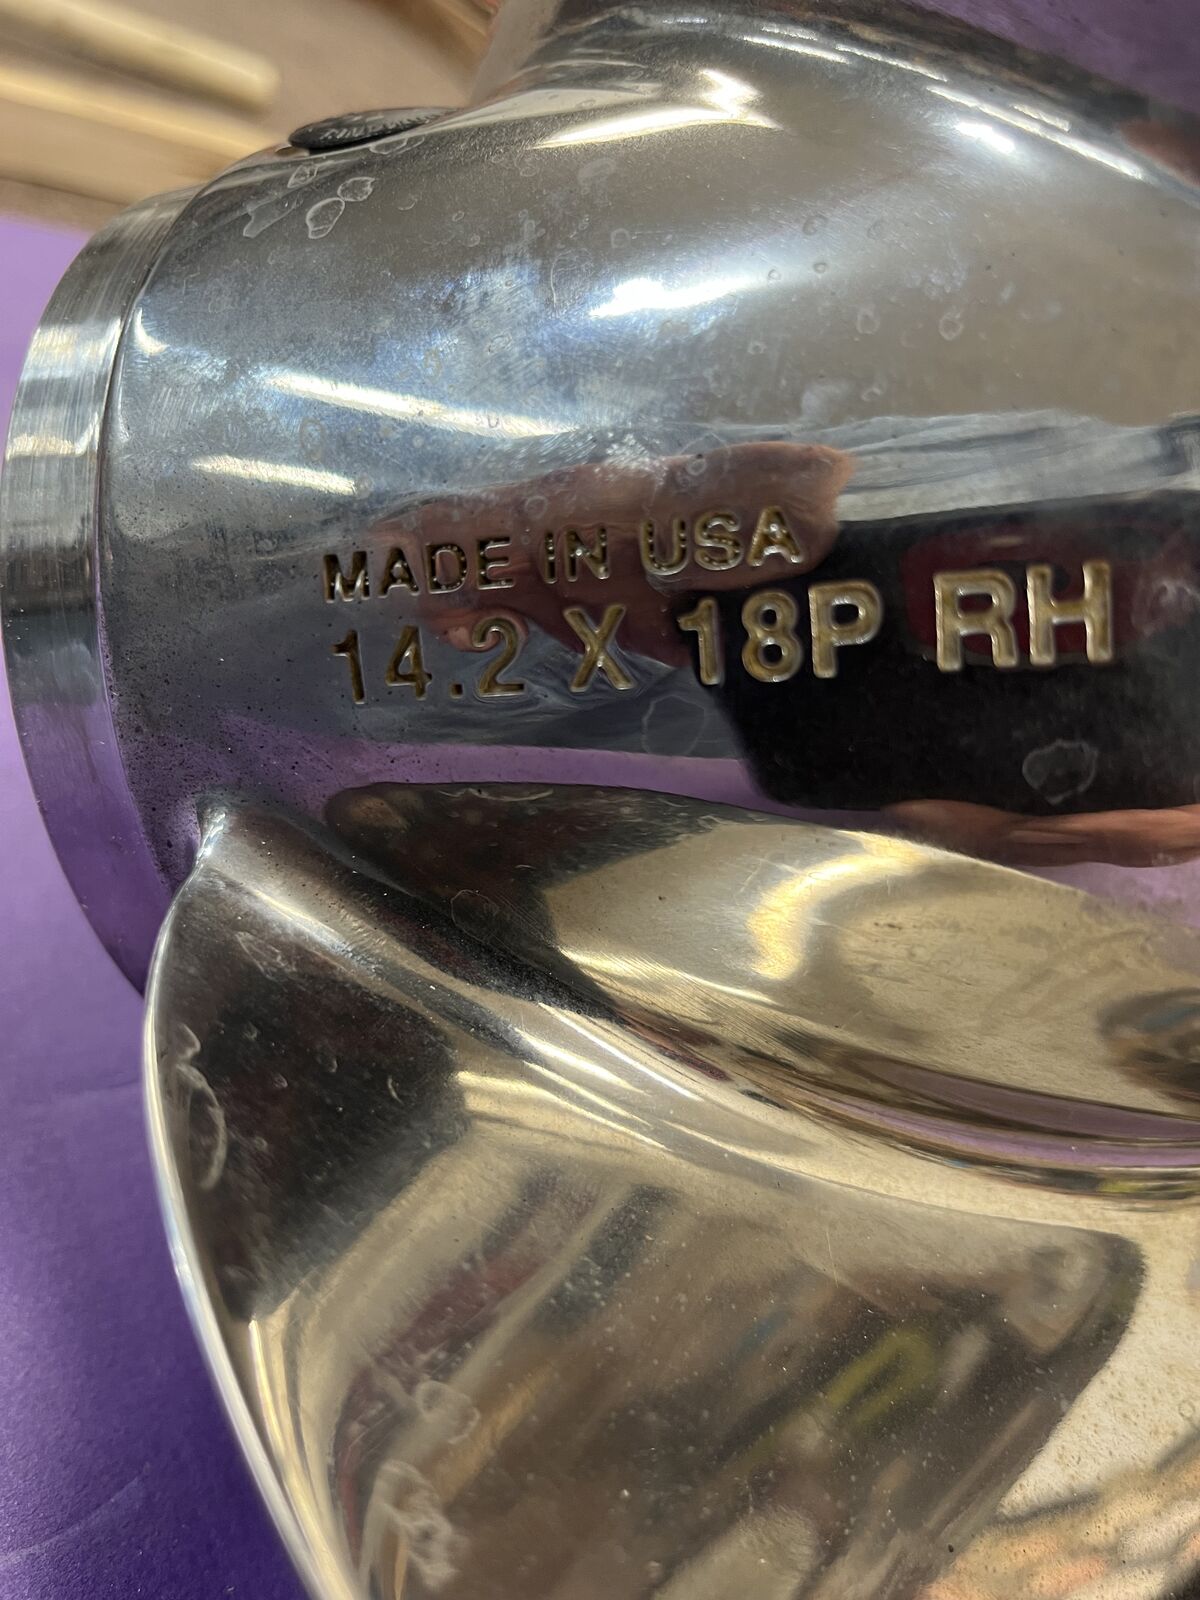 MADE IN USA
14.2 X 18P RH